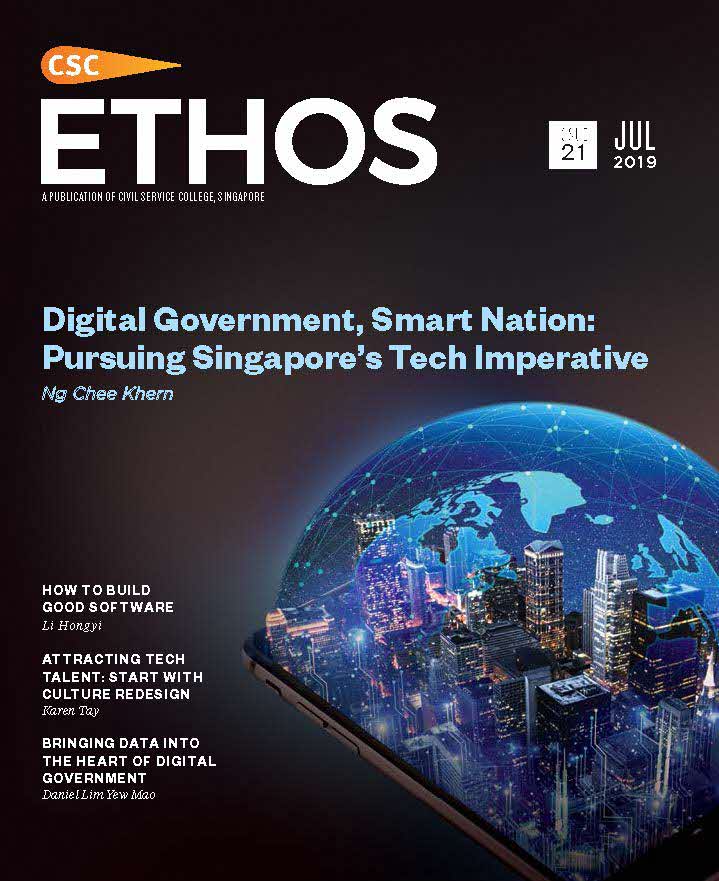 CSC
ETHOS
A PUBLICATION OF CIVIL SERVICE COLLEGE, SINGAPORE
ISSUE
21
JUL
2019
Digital Government, Smart Nation:
Pursuing Singapore's Tech Imperative
Ng Chee Khern
HOW TO BUILD
GOOD SOFTWARE
Li Hongyi
ATTRACTING TECH
TALENT: START WITH
CULTURE REDESIGN
Karen Tay
BRINGING DATA INTO
THE HEART OF DIGITAL
GOVERNMENT
Daniel Lim Yew Mao